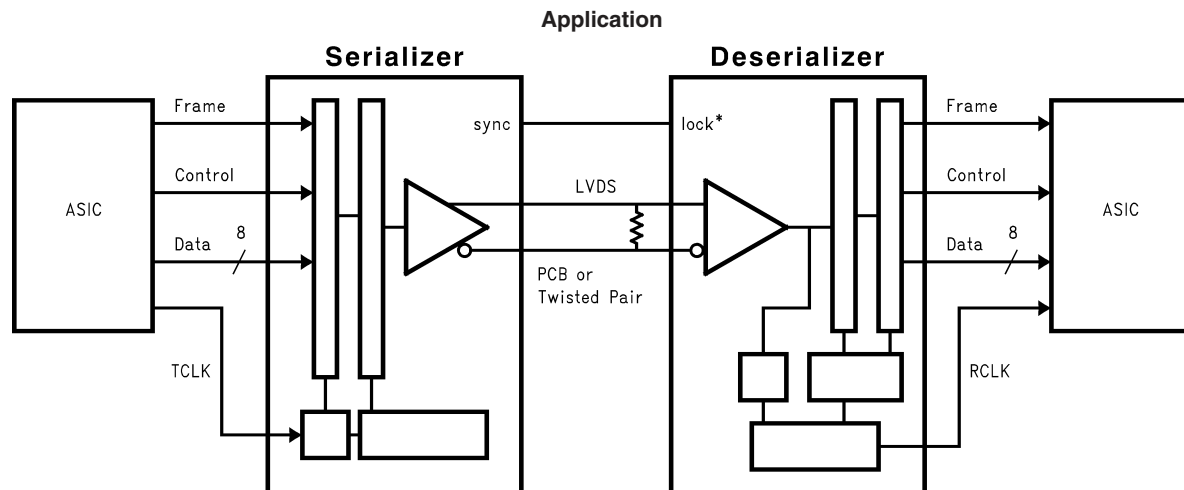 Application
Serializer
Deserializer
ASIC
Frame
Control
8
Data
TCLK
sync
LVDS
PCB or
Twisted Pair
lock*
Frame
Control
8
Data
RCLK
ASIC